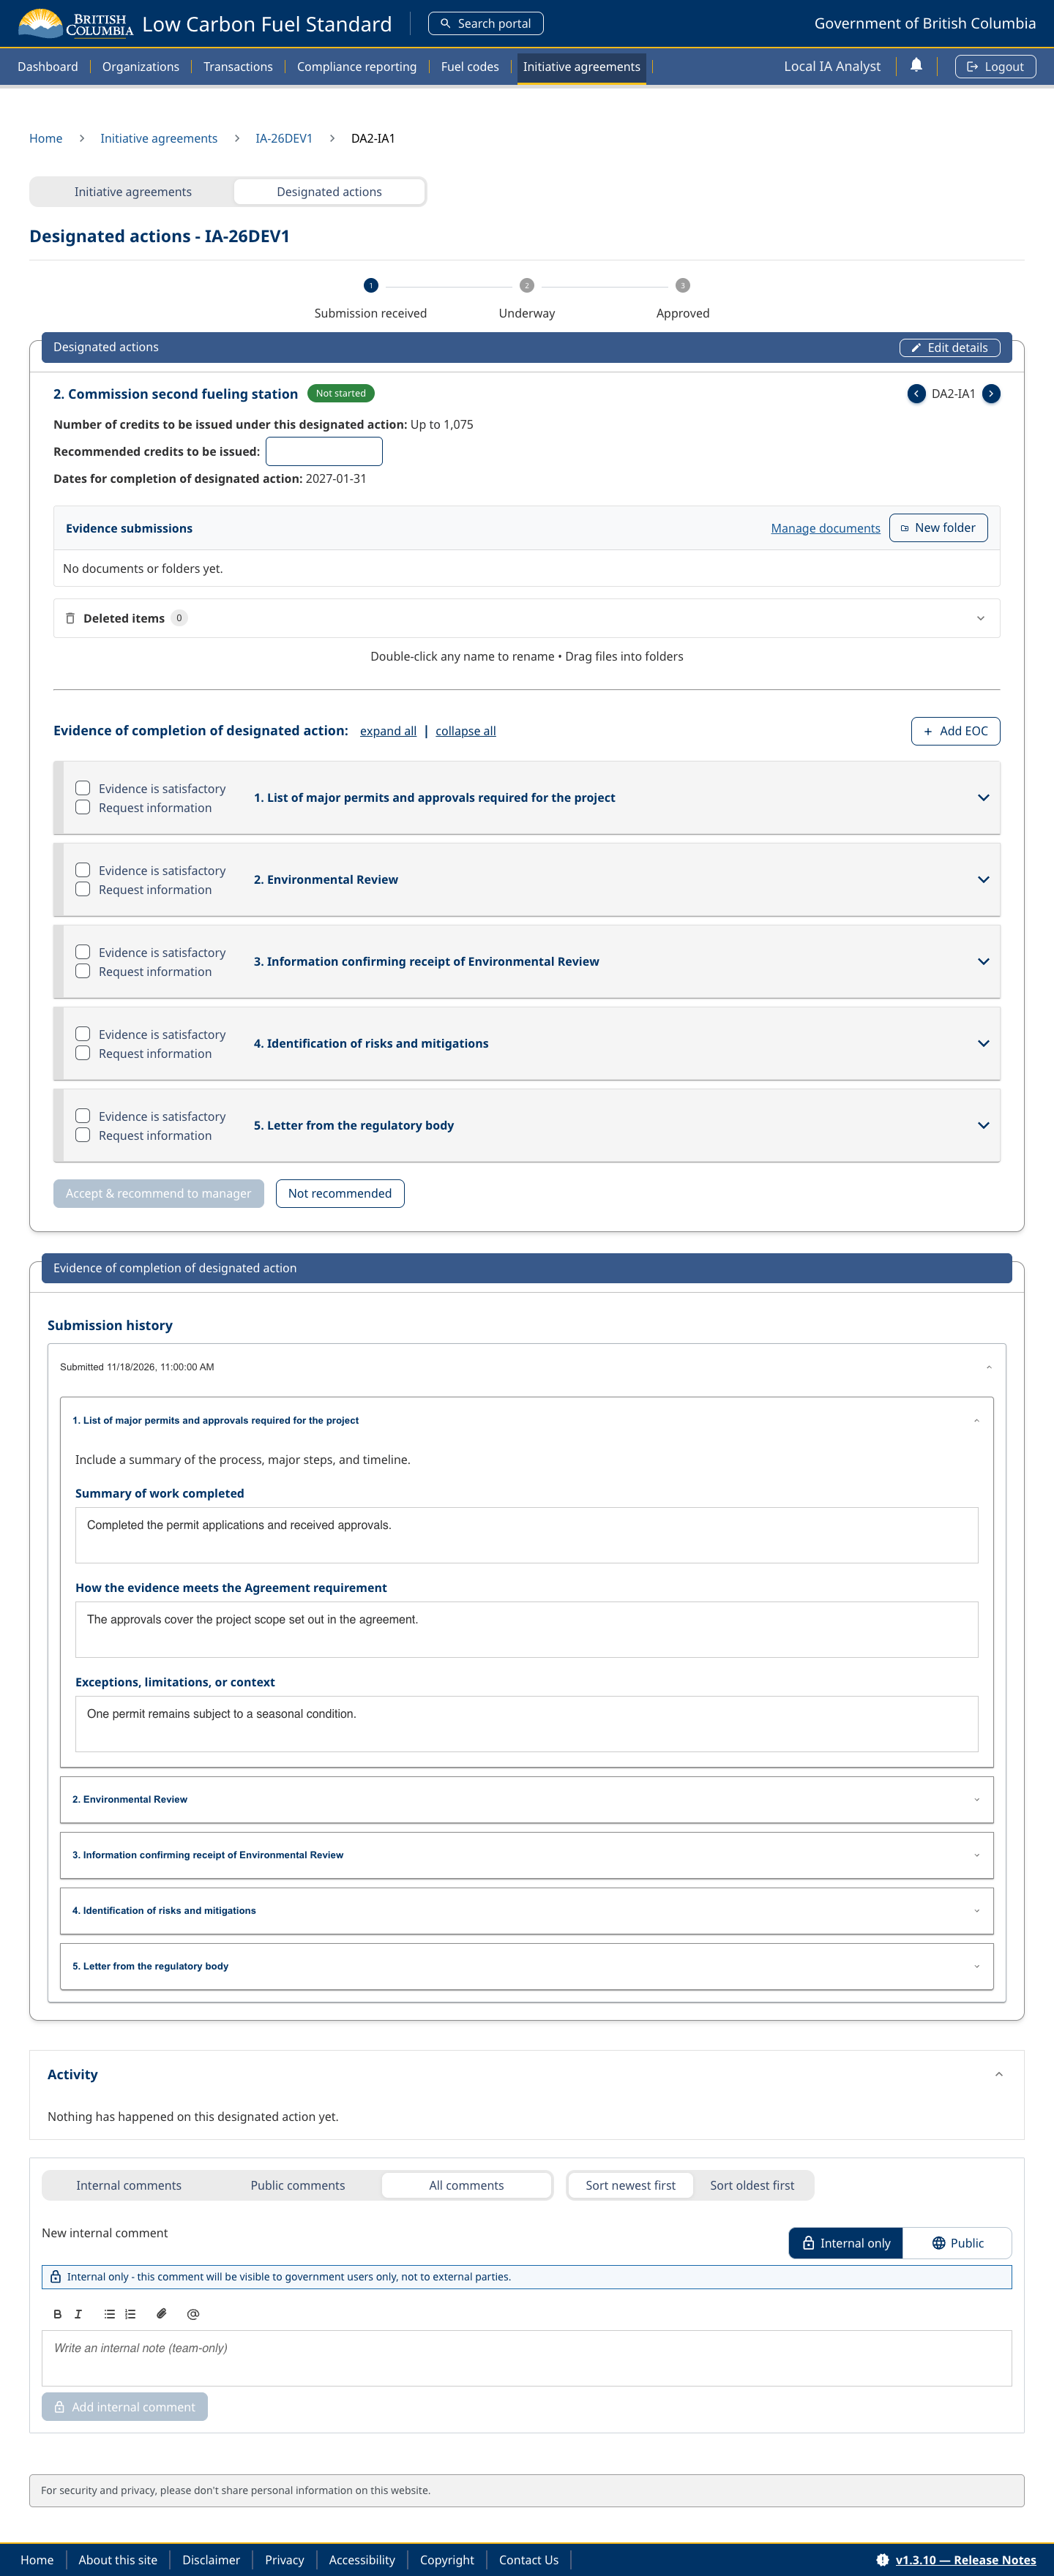 BRITISH COLUMBIA
Low Carbon Fuel Standard
Search portal
Government of British Columbia
Dashboard
Organizations
Transactions
Compliance reporting
Fuel codes
Initiative agreements
Local IA Analyst
Logout
Home
Initiative agreements
IA-26DEV1
DA2-IA1
Initiative agreements
Designated actions
Designated actions - IA-26DEV1
1
2
3
Submission received
Underway
Approved
Designated actions
Edit details
2. Commission second fueling station
Not started
DA2-IA1
Number of credits to be issued under this designated action: Up to 1,075
Recommended credits to be issued:
Dates for completion of designated action: 2027-01-31
Evidence submissions
Manage documents
New folder
No documents or folders yet.
Deleted items 0
Double-click any name to rename • Drag files into folders
Evidence of completion of designated action: expand all | collapse all
Add EOC
Evidence is satisfactory
Request information
1. List of major permits and approvals required for the project
Evidence is satisfactory
Request information
2. Environmental Review
Evidence is satisfactory
Request information
3. Information confirming receipt of Environmental Review
Evidence is satisfactory
Request information
4. Identification of risks and mitigations
Evidence is satisfactory
Request information
5. Letter from the regulatory body
Accept & recommend to manager
Not recommended
Evidence of completion of designated action
Submission history
Submitted 11/18/2026, 11:00:00 AM
1. List of major permits and approvals required for the project
Include a summary of the process, major steps, and timeline.
Summary of work completed
Completed the permit applications and received approvals.
How the evidence meets the Agreement requirement
The approvals cover the project scope set out in the agreement.
Exceptions, limitations, or context
One permit remains subject to a seasonal condition.
2. Environmental Review
3. Information confirming receipt of Environmental Review
4. Identification of risks and mitigations
5. Letter from the regulatory body
Activity
Nothing has happened on this designated action yet.
Internal comments
Public comments
All comments
Sort newest first
Sort oldest first
New internal comment
Internal only
Public
Internal only - this comment will be visible to government users only, not to external parties.
Write an internal note (team-only)
Add internal comment
For security and privacy, please don't share personal information on this website.
Home
About this site
Disclaimer
Privacy
Accessibility
Copyright
Contact Us
v1.3.10 — Release Notes